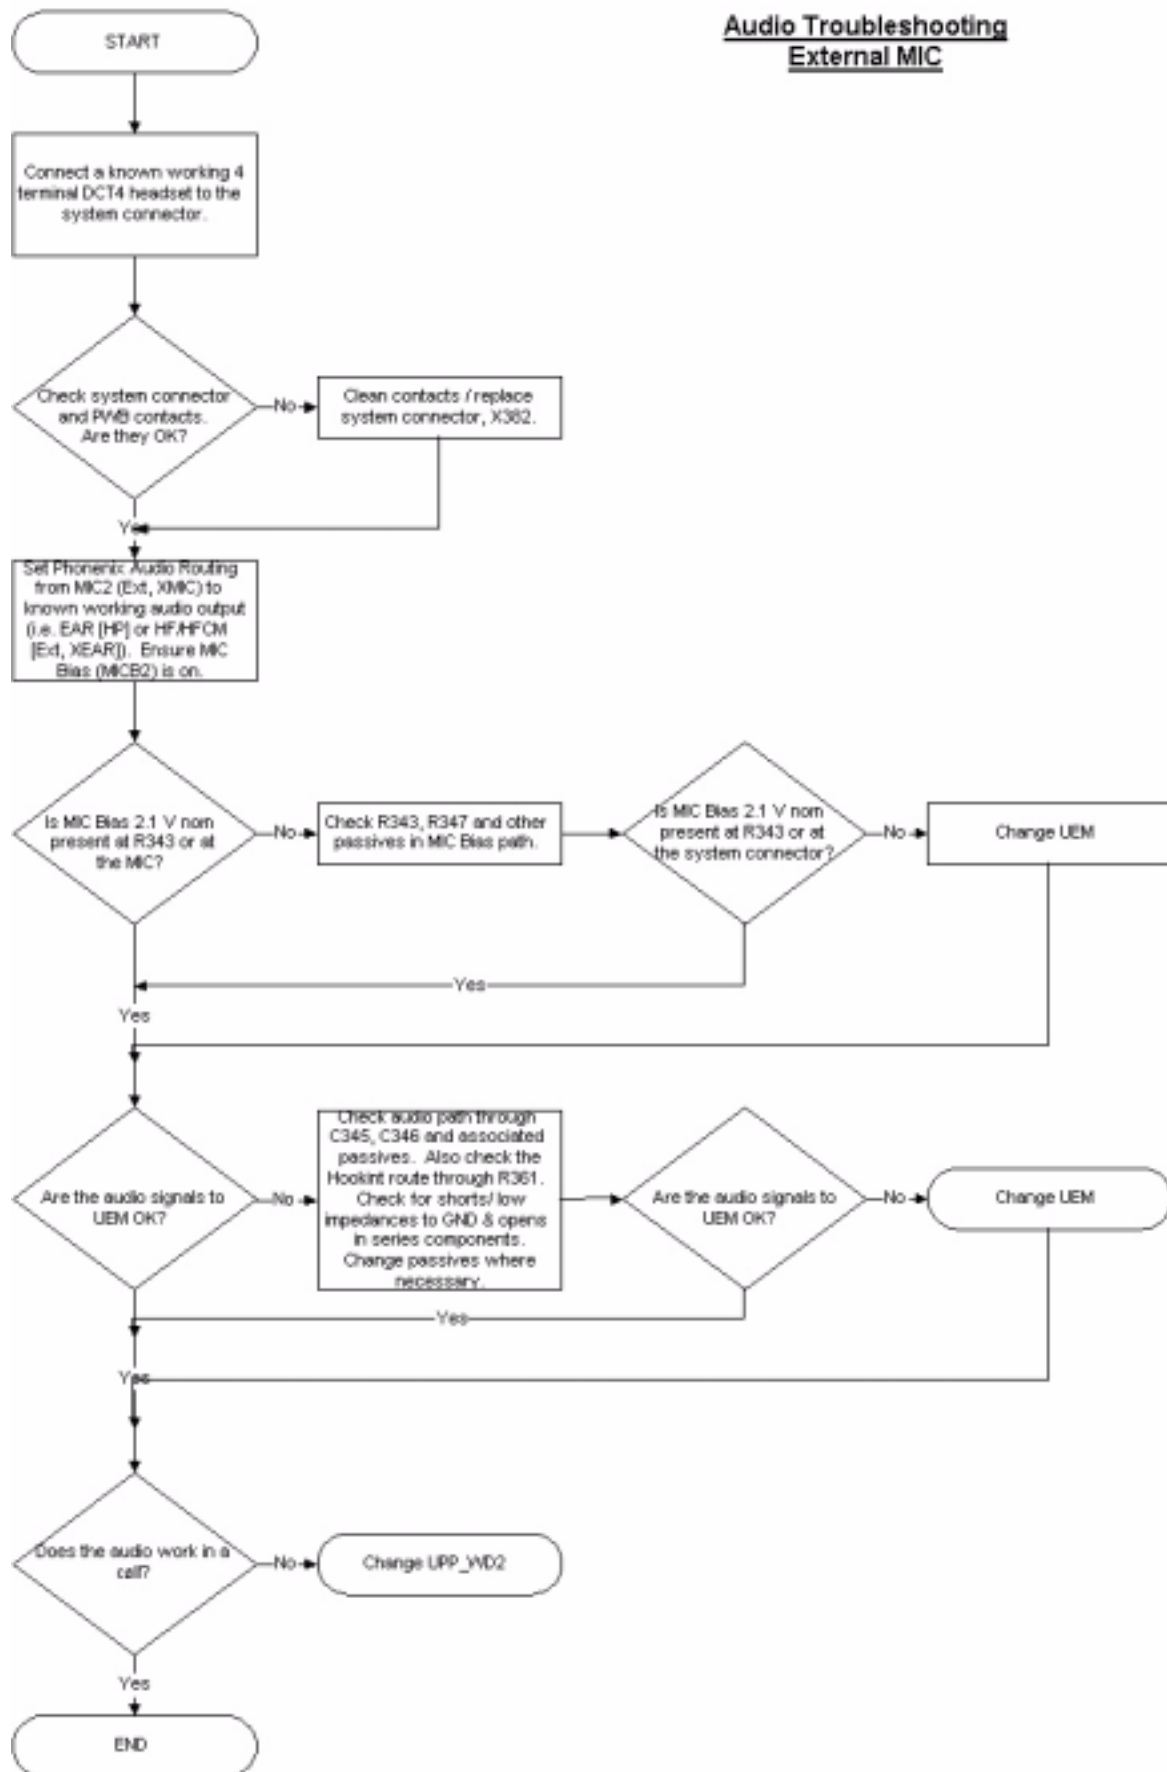 Audio Troubleshooting
External MIC
START
Connect a known working 4
terminal DCT4 headset to the
system connector.
Check system connector
and PWB contacts.
Are they OK?
No
Clean contacts / replace
system connector, X382.
Yes
Set Phonenix Audio Routing
from MIC2 (Ext, XMIC) to
known working audio output
(i.e. EAR [HP] or HF/HFCM
[Ext, XEAR]). Ensure MIC
Bias (MICB2) is on.
Is MIC Bias 2.1 V nom
present at R343 or at
the MIC?
No
Check R343, R347 and other
passives in MIC Bias path.
Is MIC Bias 2.1 V nom
present at R343 or at
the system connector?
No
Change UEM
Yes
Yes
Are the audio signals to
UEM OK?
No
Check audio path through
C345, C346 and associated
passives. Also check the
Hookint route through R361.
Check for shorts/ low
impedances to GND & opens
in series components.
Change passives where
necessary.
Are the audio signals to
UEM OK?
No
Change UEM
Yes
Yes
Does the audio work in a
call?
No
Change UPP_WD2
Yes
END